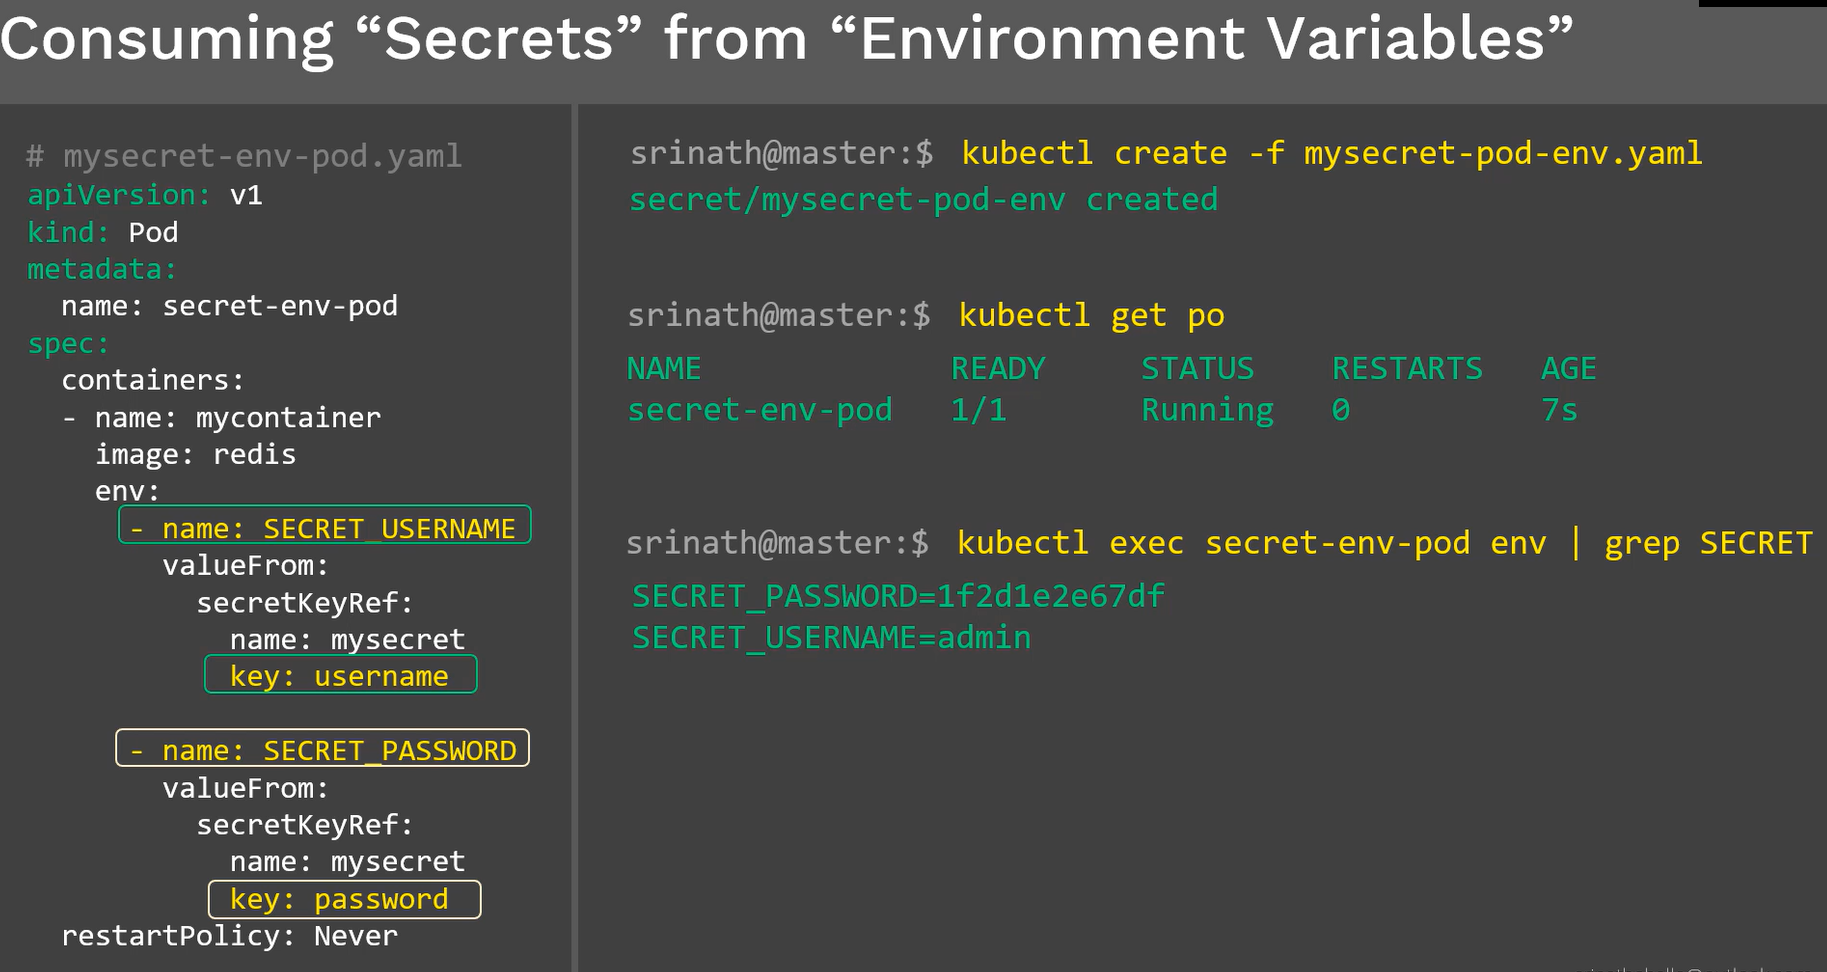 Consuming “Secrets” from “Environment Variables”
# mysecret-env-pod.yaml
apiVersion: v1
kind: Pod
metadata:
  name: secret-env-pod
spec:
  containers:
  - name: mycontainer
    image: redis
    env:
      - name: SECRET_USERNAME
        valueFrom:
          secretKeyRef:
            name: mysecret
            key: username
      - name: SECRET_PASSWORD
        valueFrom:
          secretKeyRef:
            name: mysecret
            key: password
  restartPolicy: Never
srinath@master:$ kubectl create -f mysecret-pod-env.yaml
secret/mysecret-pod-env created
srinath@master:$ kubectl get po
NAME READY STATUS RESTARTS AGE
secret-env-pod 1/1 Running 0 7s
srinath@master:$ kubectl exec secret-env-pod env | grep SECRET
SECRET_PASSWORD=1f2d1e2e67df
SECRET_USERNAME=admin